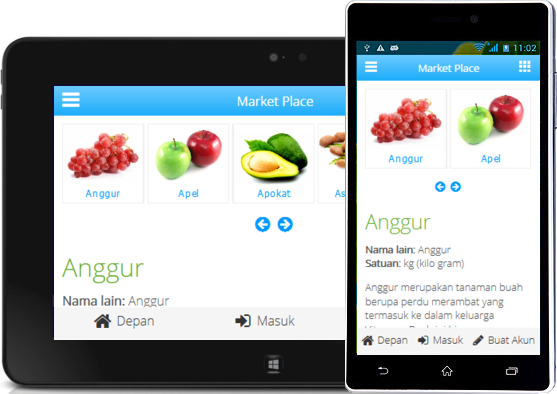 Market Place
Anggur Apel Apokat As
Anggur
Nama lain: Anggur
Depan Masuk
11:02
Market Place
Anggur Apel
Anggur
Nama lain: Anggur
Satuan: kg (kilo gram)
Anggur merupakan tanaman buah
berupa perdu merambat yang
termasuk ke dalam keluarga
Depan Masuk Buat Akun